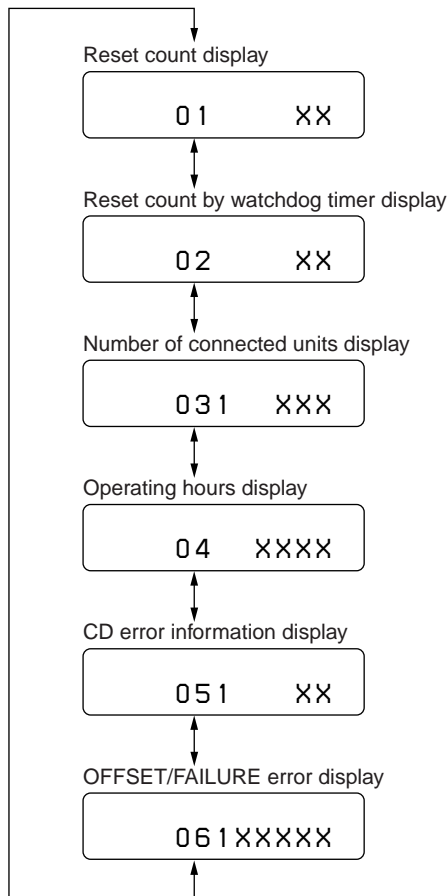 Reset count display
01 XX
Reset count by watchdog timer display
02 XX
Number of connected units display
031 XXX
Operating hours display
04 XXXX
CD error information display
051 XX
OFFSET/FAILURE error display
061XXXXX